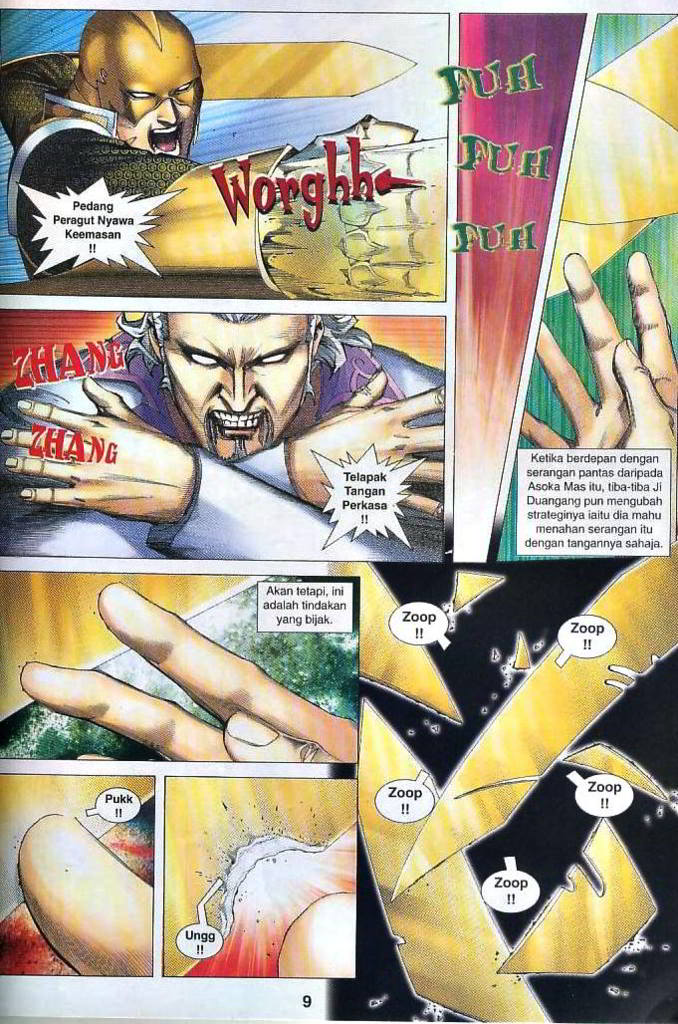 Pedang
Peragut Nyawa
Keemasan
!!
WORGHH
FUH
FUH
FUH
ZHANG
ZHANG
Telapak
Tangan
Perkasa
!!
Ketika berdepan dengan
serangan pantas daripada
Asoka Mas itu, tiba-tiba Ji
Duangang pun mengubah
strateginya iaitu dia mahu
menahan serangan itu
dengan tangannya sahaja.
Akan tetapi, ini
adalah tindakan
yang bijak.
Zoop
!!
Zoop
!!
Zoop
!!
Zoop
!!
Zoop
!!
Pukk
!!
Ungg
!!
9